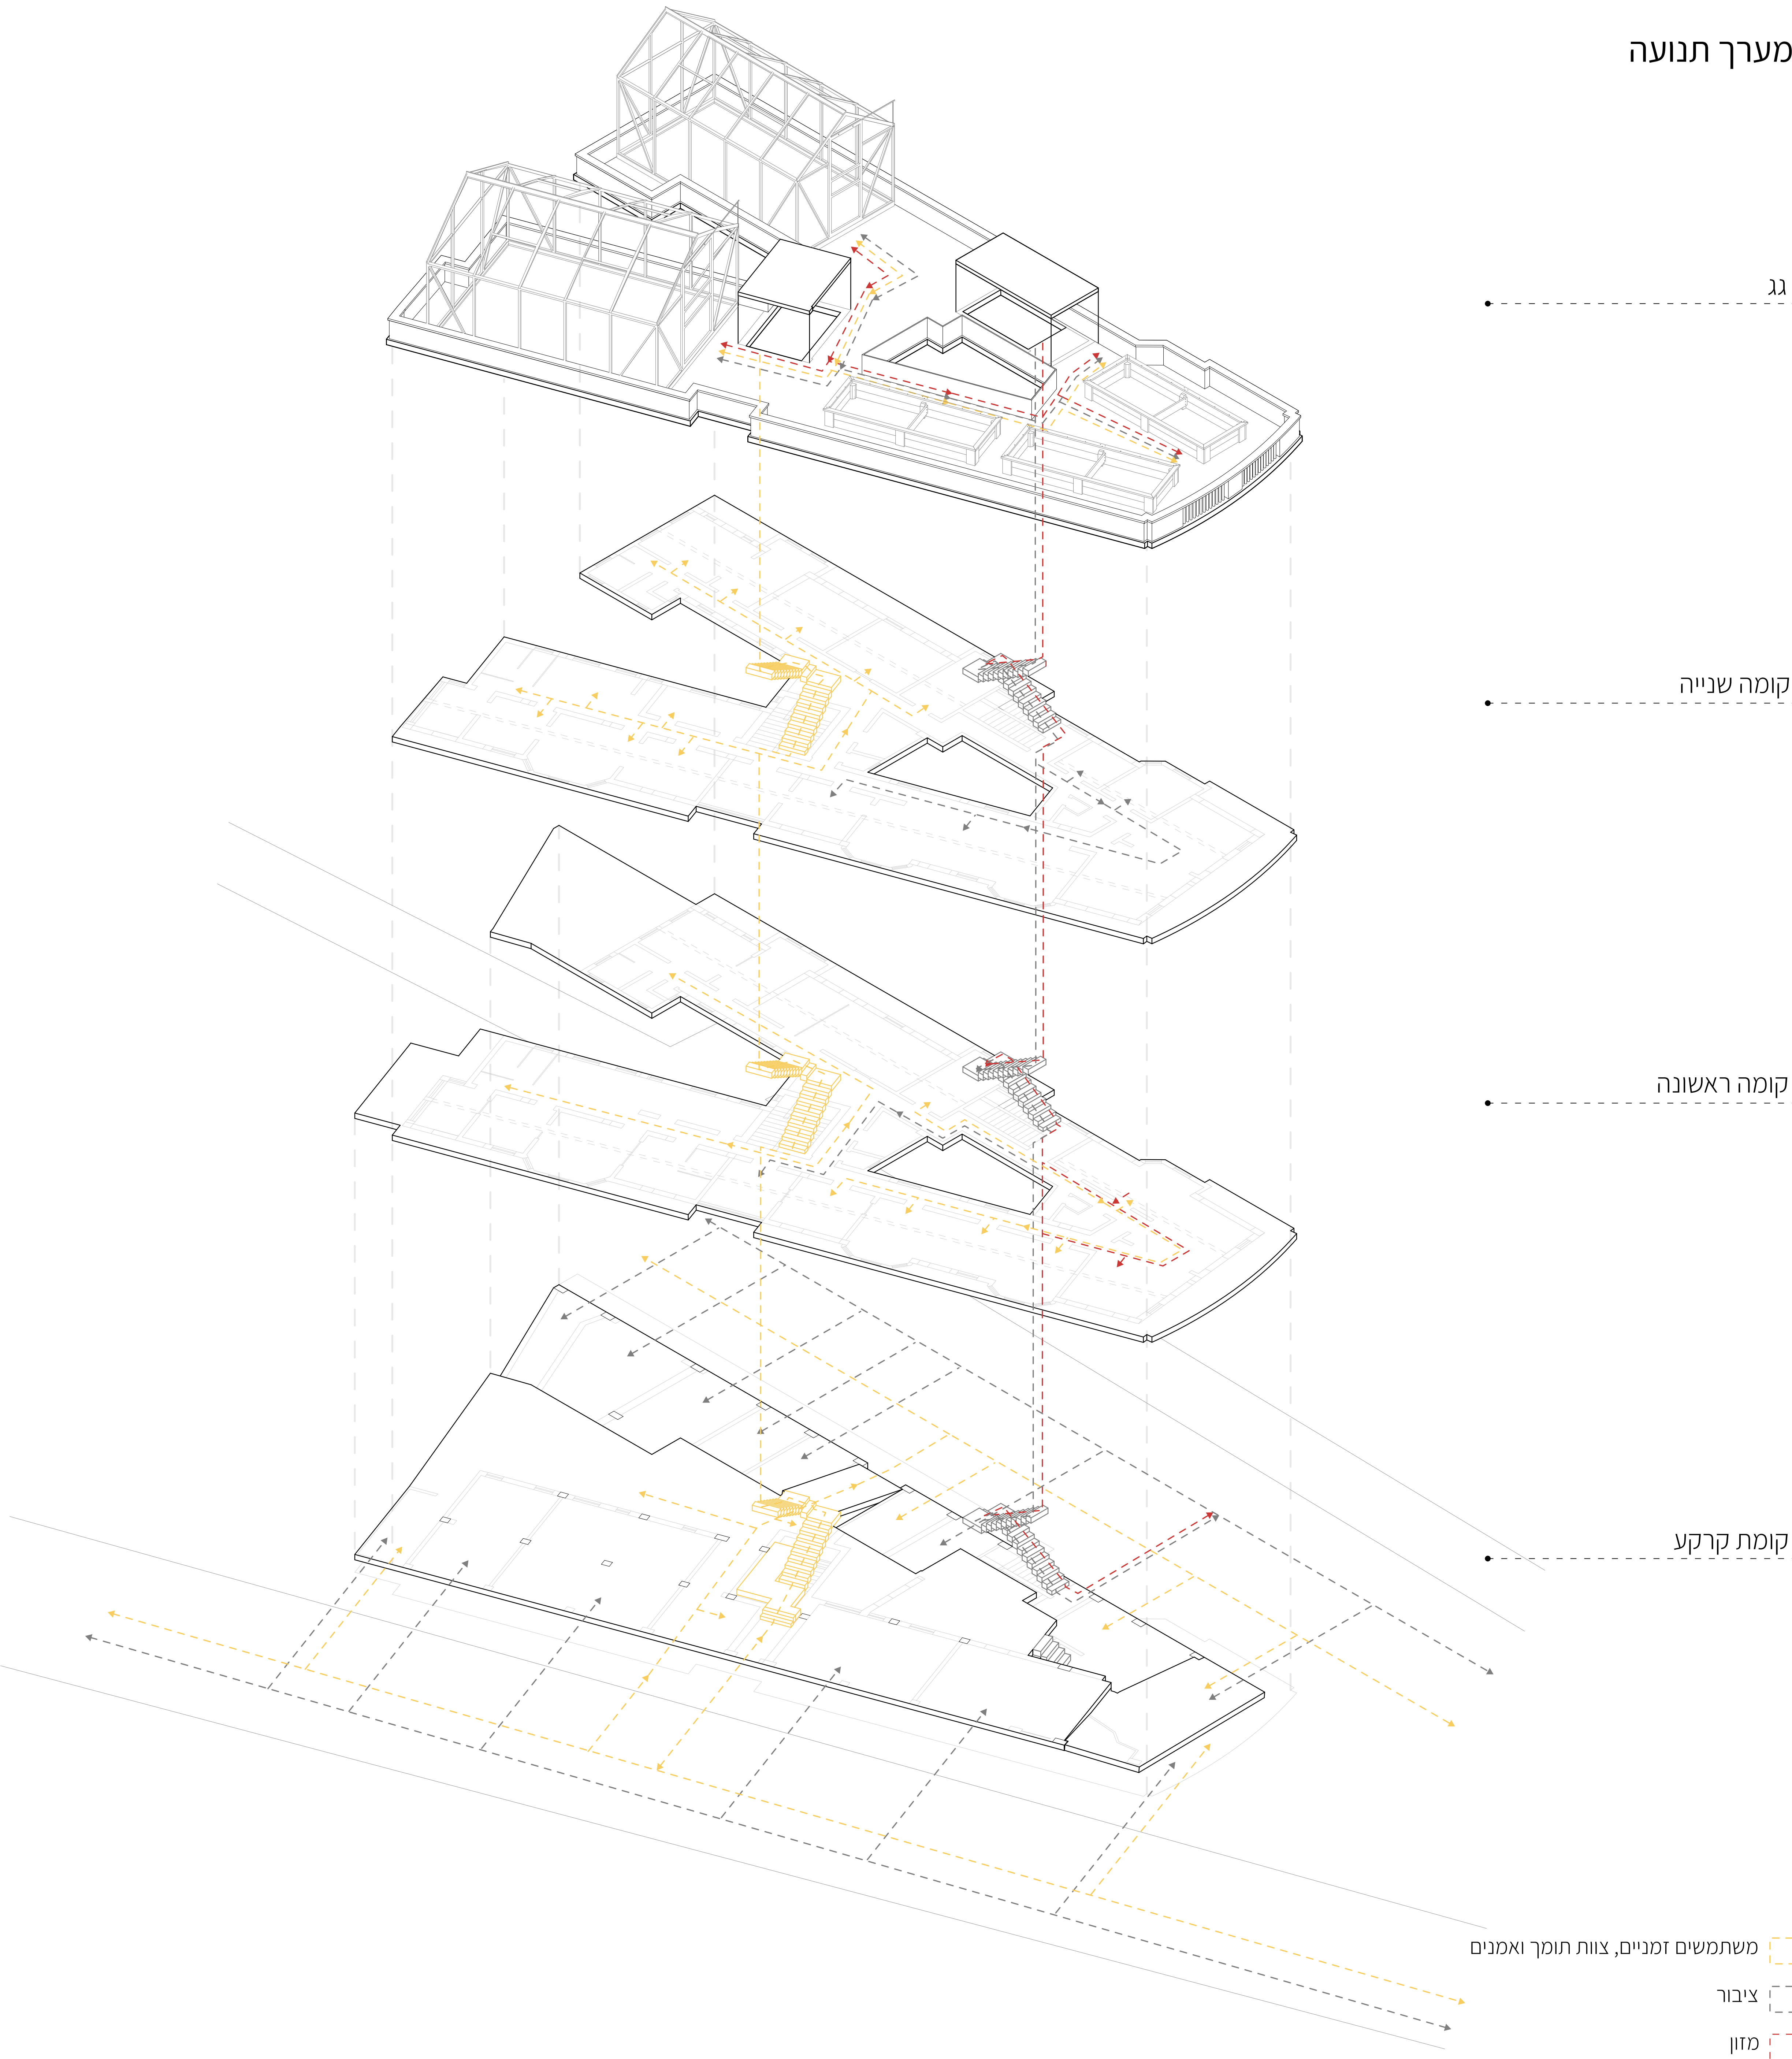 מערך תנועה
גג
קומה שנייה
קומה ראשונה
קומת קרקע
משתמשים זמניים, צוות תומך ואמנים
ציבור
מזון